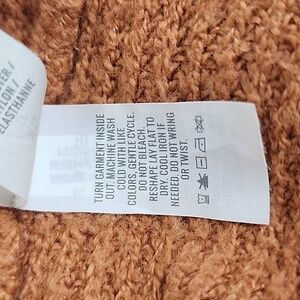 TURN GARMENT INSIDE
OUT. MACHINE WASH
COLD WITH LIKE
COLORS, GENTLE CYCLE.
DO NOT BLEACH.
RESHAPE LAY FLAT TO
DRY. COOL IRON IF
NEEDED. DO NOT WRING
OR TWIST.
ELASTHANNE